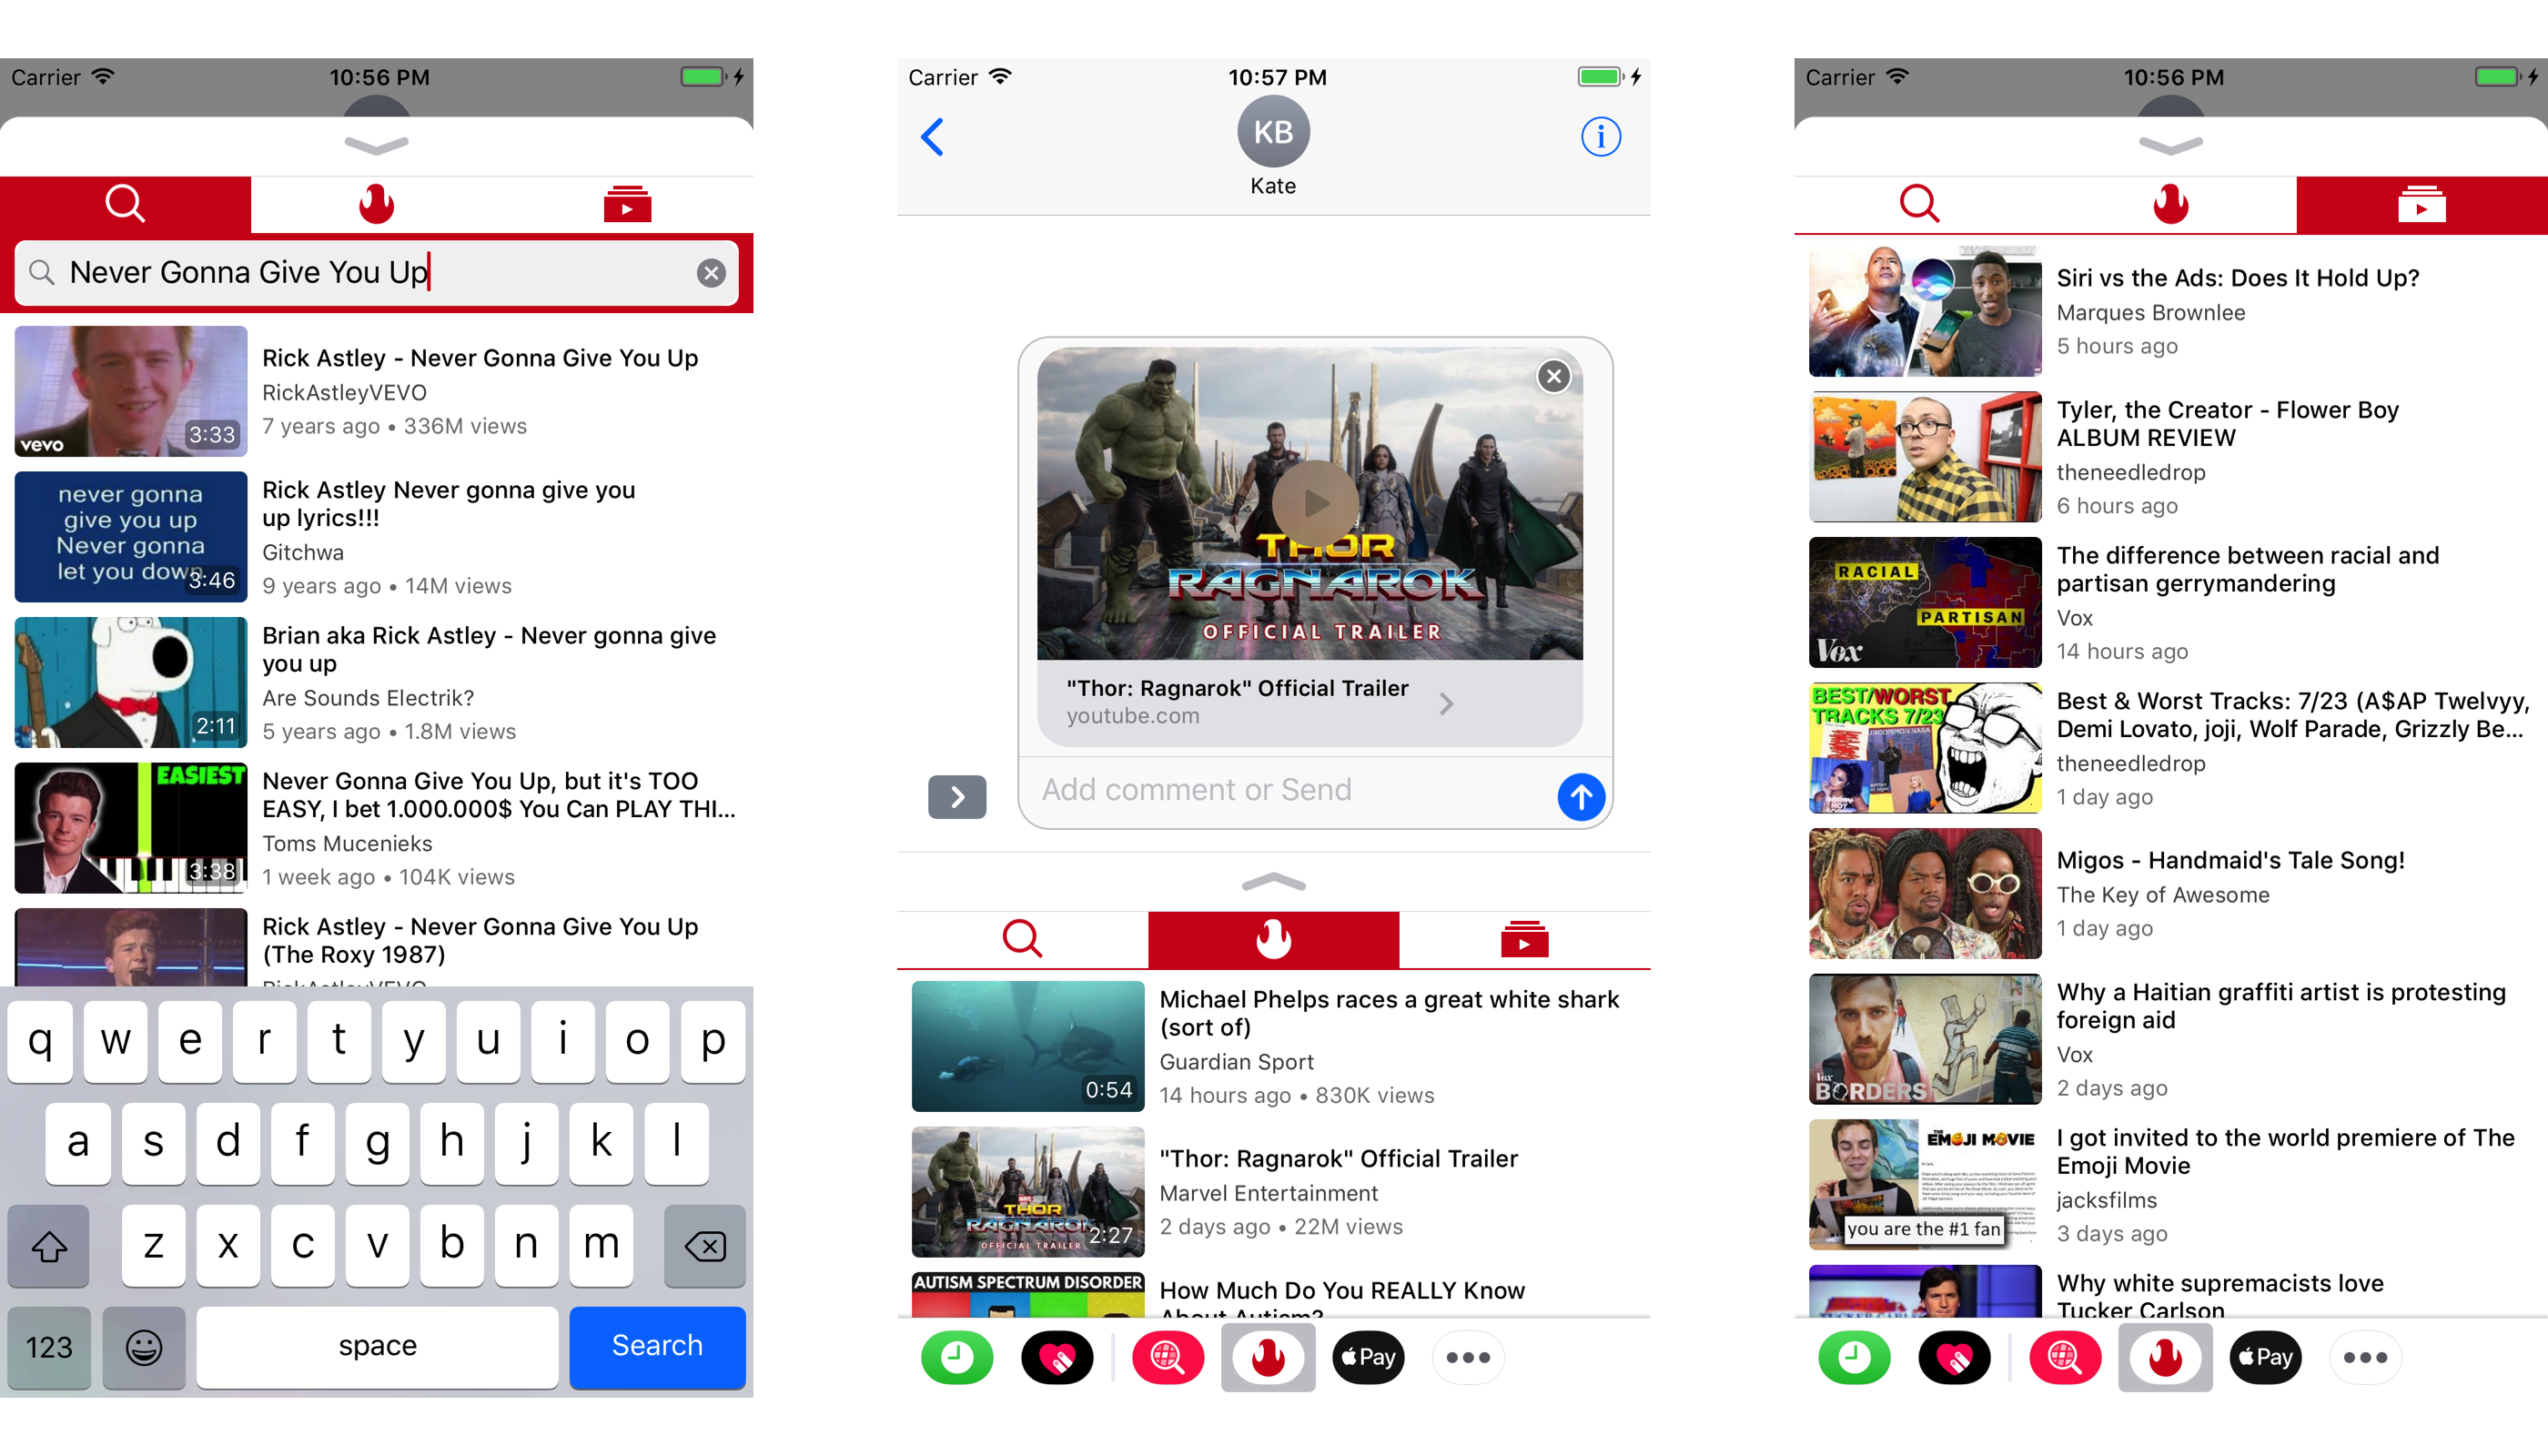 Carrier 10:56 PM
Never Gonna Give You Up
vevo
3:33
Rick Astley - Never Gonna Give You Up
RickAstleyVEVO
7 years ago • 336M views
never gonna
give you up
Never gonna
let you down
3:46
Rick Astley Never gonna give you
up lyrics!!!
Gitchwa
9 years ago • 14M views
2:11
Brian aka Rick Astley - Never gonna give
you up
Are Sounds Electrik?
5 years ago • 1.8M views
EASIEST
3:38
Never Gonna Give You Up, but it's TOO
EASY, I bet 1.000.000$ You Can PLAY THI...
Toms Mucenieks
1 week ago • 104K views
Rick Astley - Never Gonna Give You Up
(The Roxy 1987)
RickAstleyVEVO
q w e r t y u i o p
a s d f g h j k l
z x c v b n m
123 space Search
Carrier 10:57 PM
KB
Kate
THOR
RAGNAROK
OFFICIAL TRAILER
"Thor: Ragnarok" Official Trailer
youtube.com
Add comment or Send
0:54
Michael Phelps races a great white shark
(sort of)
Guardian Sport
14 hours ago • 830K views
THOR
RAGNAROK
OFFICIAL TRAILER
2:27
"Thor: Ragnarok" Official Trailer
Marvel Entertainment
2 days ago • 22M views
AUTISM SPECTRUM DISORDER
How Much Do You REALLY Know
About Autism?
Pay
Carrier 10:56 PM
Siri vs the Ads: Does It Hold Up?
Marques Brownlee
5 hours ago
Tyler, the Creator - Flower Boy
ALBUM REVIEW
theneedledrop
6 hours ago
RACIAL
PARTISAN
Vox
The difference between racial and
partisan gerrymandering
Vox
14 hours ago
BEST/WORST
TRACKS 7/23
Best & Worst Tracks: 7/23 (A$AP Twelvyy,
Demi Lovato, joji, Wolf Parade, Grizzly Be...
theneedledrop
1 day ago
Migos - Handmaid's Tale Song!
The Key of Awesome
1 day ago
Vox
BORDERS
Why a Haitian graffiti artist is protesting
foreign aid
Vox
2 days ago
THE
EMOJI MOVIE
you are the #1 fan
I got invited to the world premiere of The
Emoji Movie
jacksfilms
3 days ago
Why white supremacists love
Tucker Carlson
Pay